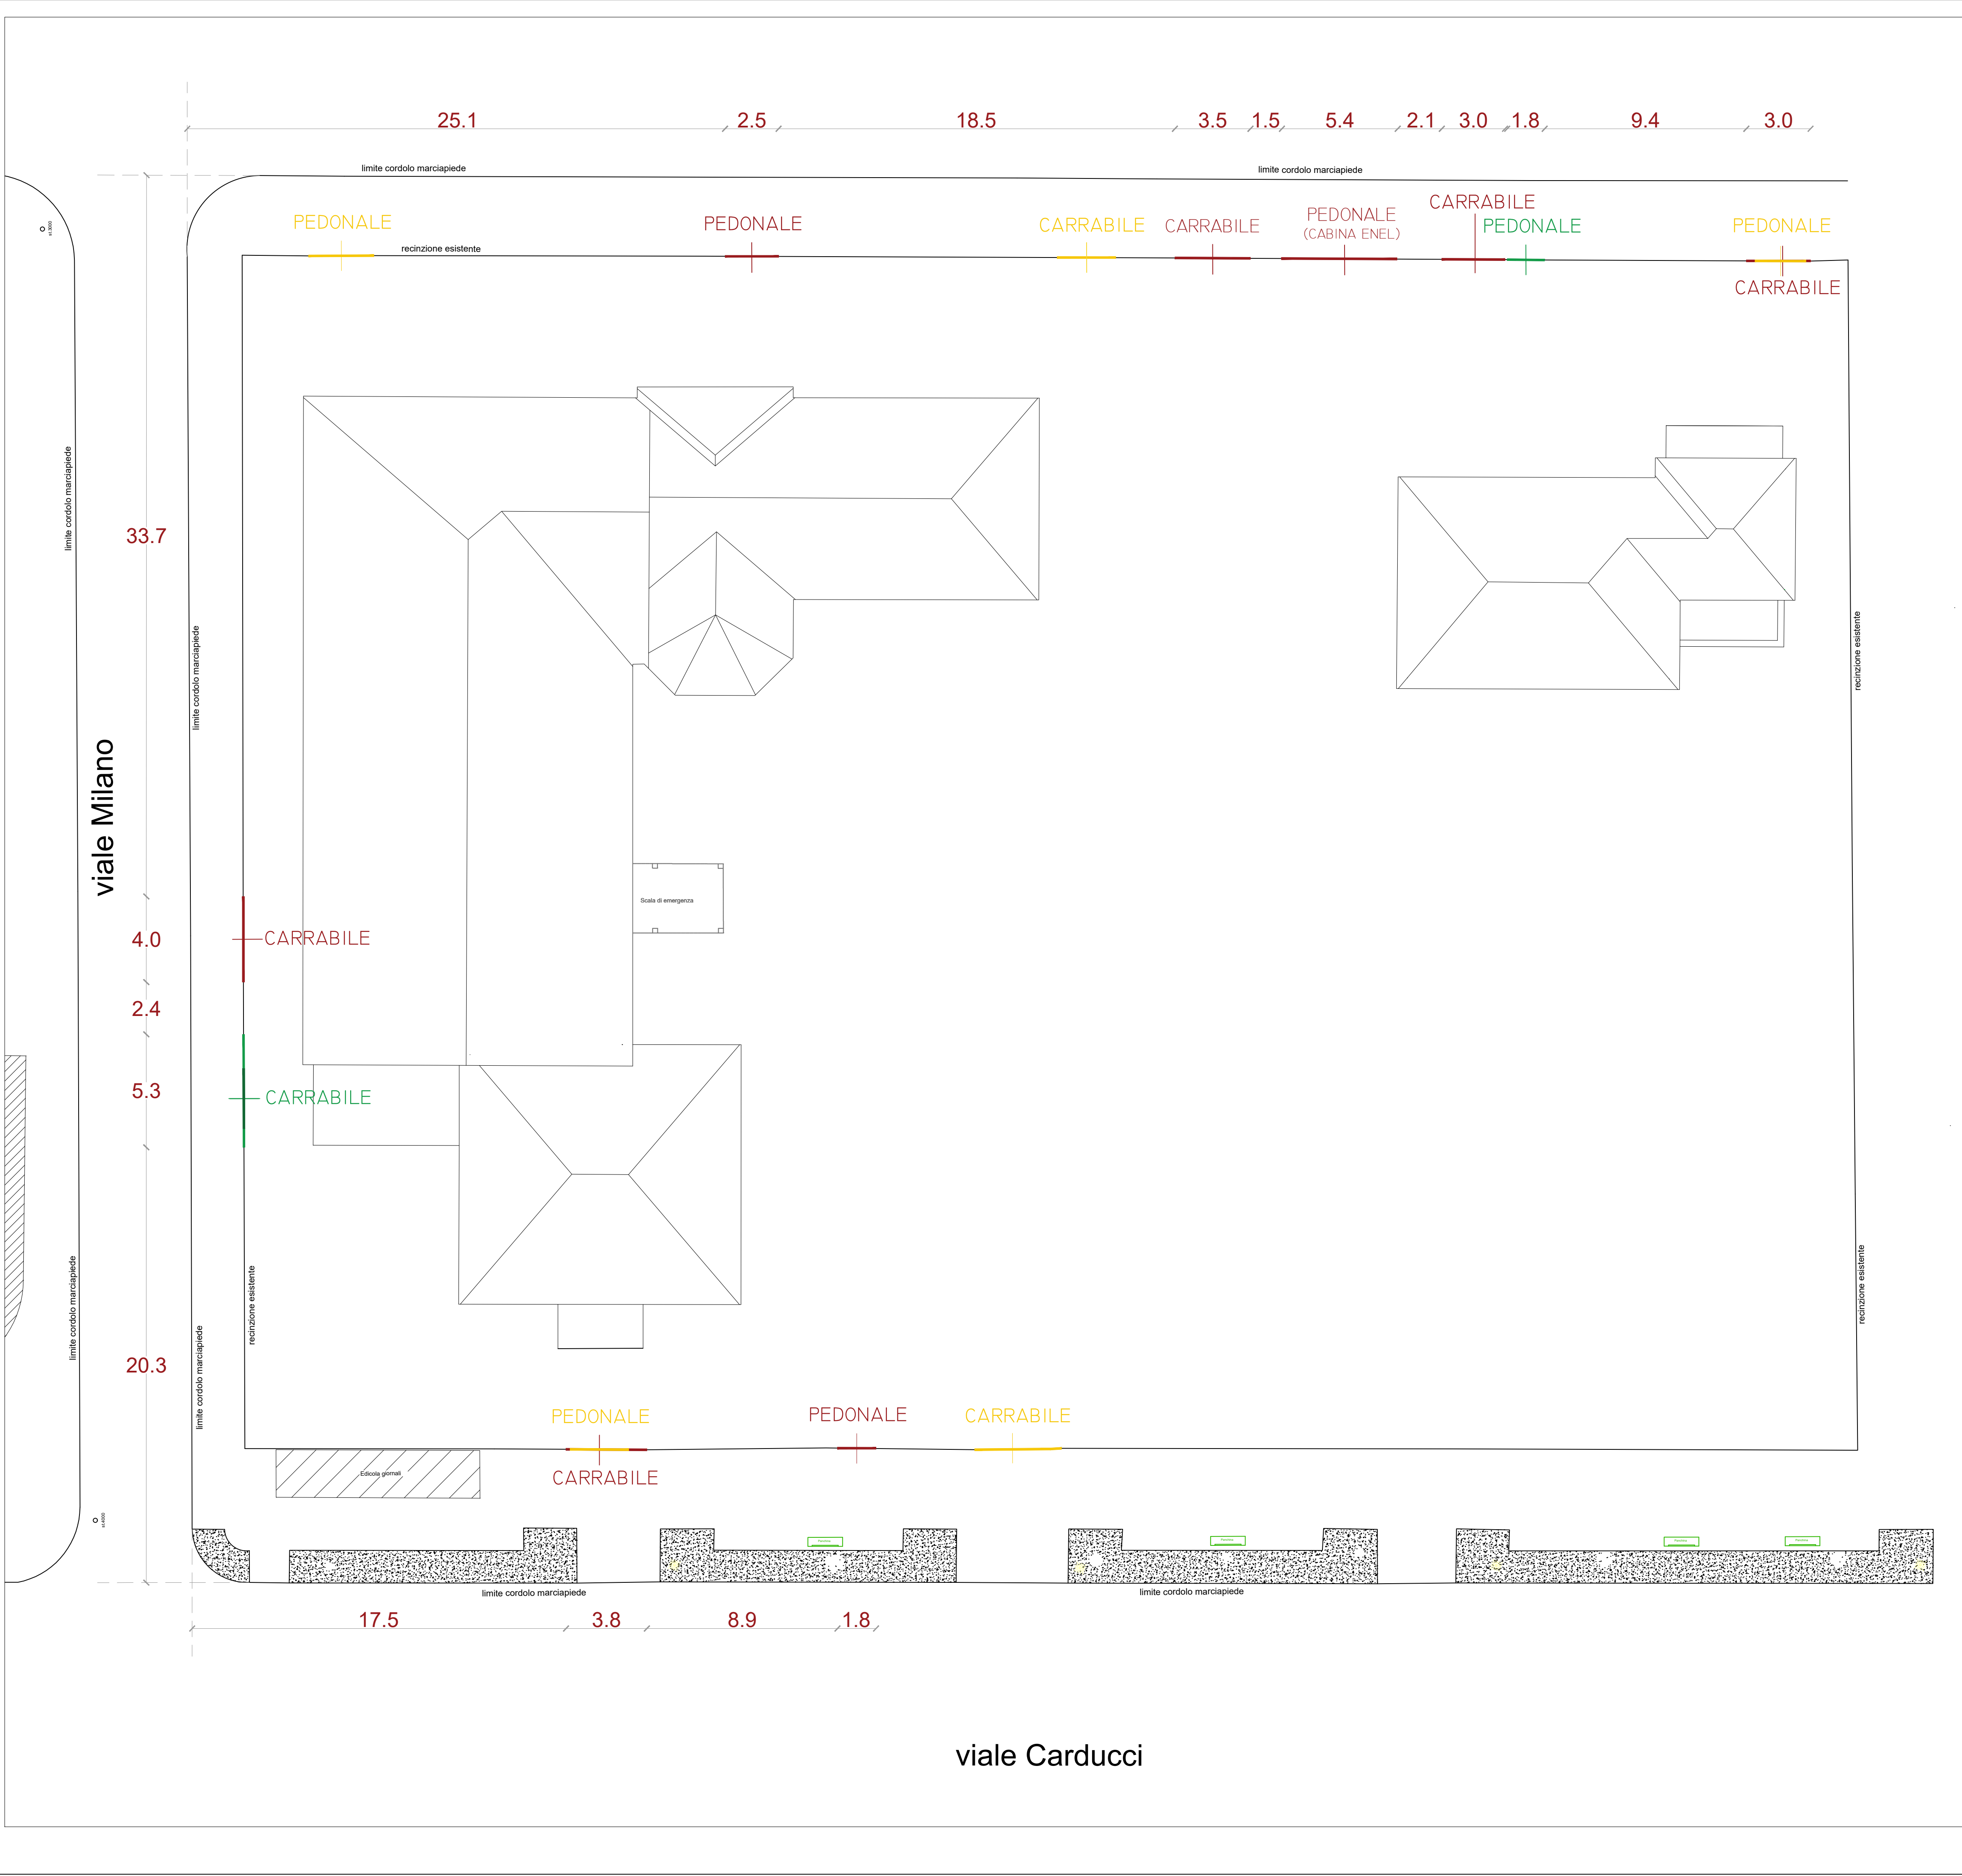 25.1 2.5 18.5 3.5 1.5 5.4 2.1 3.0 1.8 9.4 3.0
limite cordolo marciapiede
limite cordolo marciapiede
CARRABILE
PEDONALE
PEDONALE
PEDONALE
CARRABILE
CARRABILE
PEDONALE
(CABINA ENEL)
PEDONALE
PEDONALE
recinzione esistente
CARRABILE
limite cordolo marciapiede
33.7
limite cordolo marciapiede
recinzione esistente
viale Milano
Scala di emergenza
4.0
CARRABILE
2.4
5.3
CARRABILE
limite cordolo marciapiede
recinzione esistente
limite cordolo marciapiede
recinzione esistente
20.3
PEDONALE
PEDONALE
CARRABILE
CARRABILE
Edicola giornali
limite cordolo marciapiede
limite cordolo marciapiede
17.5 3.8 8.9 1.8
viale Carducci